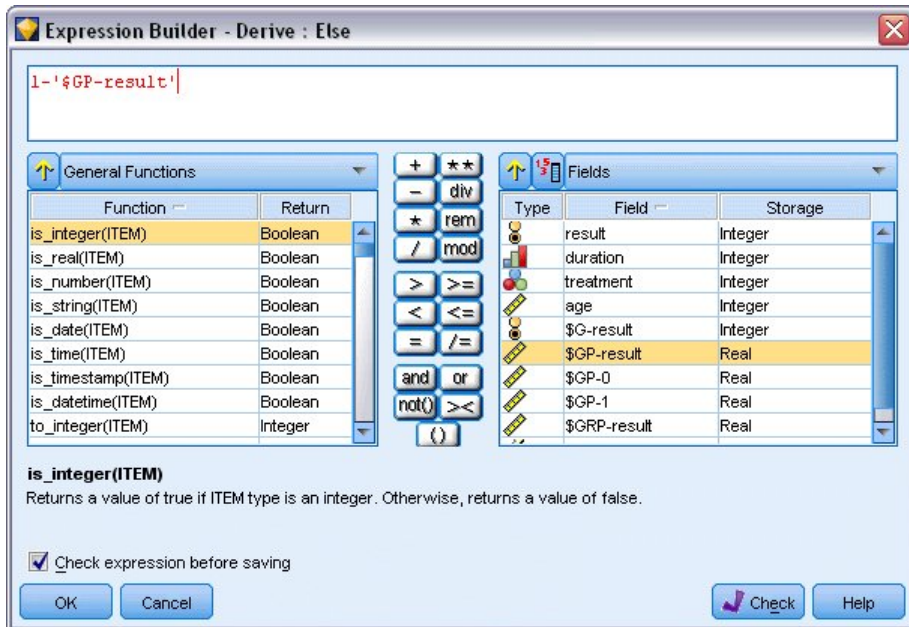 Expression Builder - Derive : Else
1-'$GP-result'
General Functions
Function Return
is_integer(ITEM) Boolean
is_real(ITEM) Boolean
is_number(ITEM) Boolean
is_string(ITEM) Boolean
is_date(ITEM) Boolean
is_time(ITEM) Boolean
is_timestamp(ITEM) Boolean
is_datetime(ITEM) Boolean
to_integer(ITEM) Integer
+ **
- div
* rem
/ mod
> >=
< <=
= /=
and or
not() ><
()
Fields
Type Field Storage
result Integer
duration Integer
treatment Integer
age Integer
$G-result Integer
$GP-result Real
$GP-0 Real
$GP-1 Real
$GRP-result Real
is_integer(ITEM)
Returns a value of true if ITEM type is an integer. Otherwise, returns a value of false.
Check expression before saving
OK Cancel Check Help